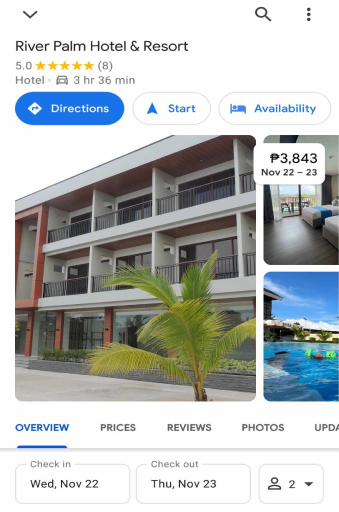 River Palm Hotel & Resort
5.0 ★★★★★ (8)
Hotel · 3 hr 36 min
Directions
Start
Availability
₱3,843
Nov 22 – 23
OVERVIEW PRICES REVIEWS PHOTOS UPDA
Check in
Wed, Nov 22
Check out
Thu, Nov 23
2